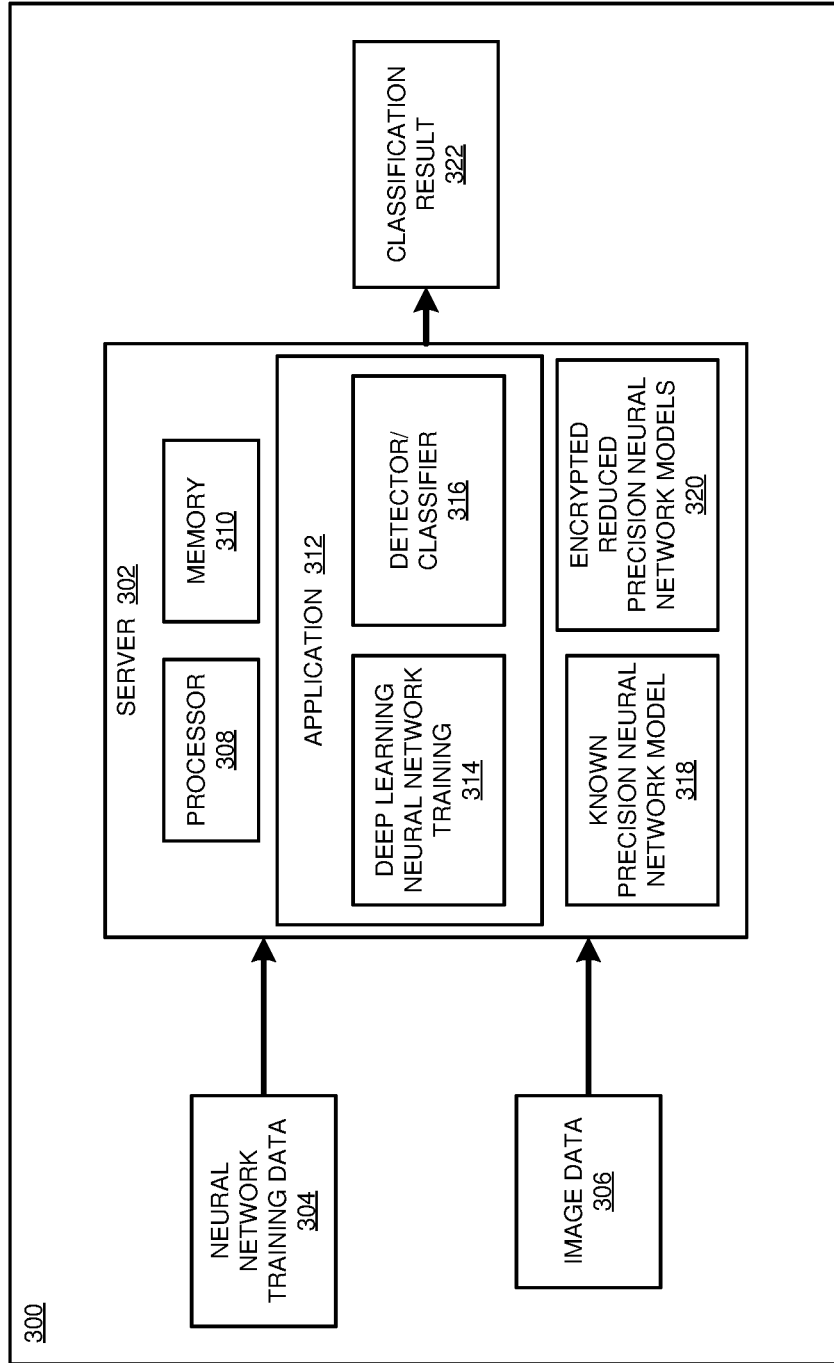 300
NEURAL
NETWORK
TRAINING DATA
304
IMAGE DATA
306
SERVER 302
PROCESSOR
308
MEMORY
310
APPLICATION 312
DEEP LEARNING
NEURAL NETWORK
TRAINING
314
DETECTOR/
CLASSIFIER
316
KNOWN
PRECISION NEURAL
NETWORK MODEL
318
ENCRYPTED
REDUCED
PRECISION NEURAL
NETWORK MODELS
320
CLASSIFICATION
RESULT
322